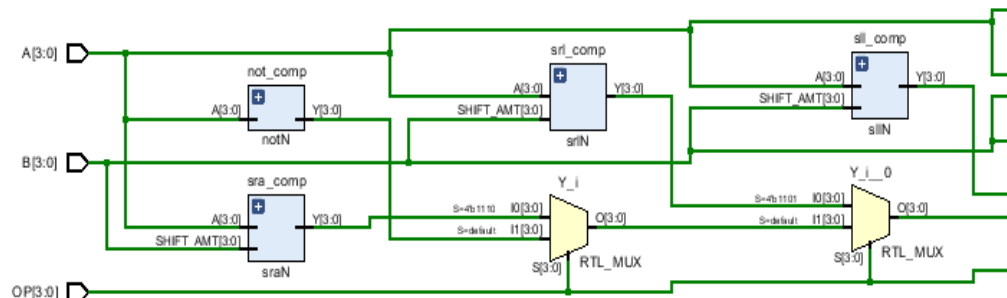 A[3:0]
B[3:0]
OP[3:0]
not_comp
A[3:0] Y[3:0]
notN
sra_comp
A[3:0] Y[3:0]
SHIFT_AMT[3:0]
sraN
srl_comp
A[3:0] Y[3:0]
SHIFT_AMT[3:0]
srlN
Y_i
S=4'b1110 I0[3:0] O[3:0]
S=default I1[3:0]
S[3:0] RTL_MUX
sll_comp
A[3:0] Y[3:0]
SHIFT_AMT[3:0]
sllN
Y_i__0
S=4'b1101 I0[3:0] O[3:0]
S=default I1[3:0]
S[3:0] RTL_MUX